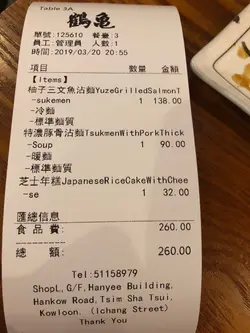 Table 3A
鶴亀
單號:125610 餐臺:3
員工:管理員 人數:1
時間:2019/03/20 20:55
項目 數量 金額
【items】
柚子三文魚沾麵YuzeGrilledSalmonT
-sukemen 1 138.00
-冷麵
-標準麵質
特濃豚骨沾麵TsukmenWithPorkThick
-Soup 1 90.00
-暖麵
-標準麵質
芝士年糕JapaneseRiceCakeWithChee
-se 1 32.00
匯總信息
食品費: 260.00
總額: 260.00
Tel:51158979
ShopL,G/F,Hanyee Building,
Hankow Road,Tsim Sha Tsui,
Kowloon. (Ichang Street)
Thank You